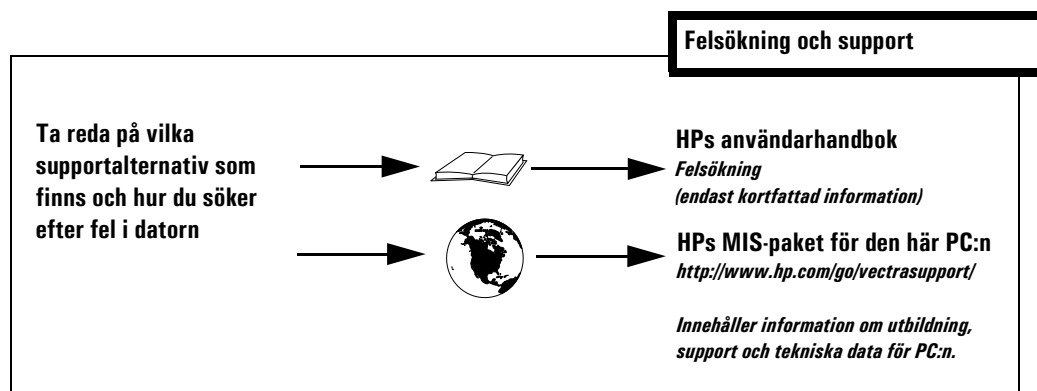 Felsökning och support
Ta reda på vilka
supportalternativ som
finns och hur du söker
efter fel i datorn
HPs användarhandbok
Felsökning
(endast kortfattad information)
HPs MIS-paket för den här PC:n
http://www.hp.com/go/vectrasupport/
Innehåller information om utbildning,
support och tekniska data för PC:n.